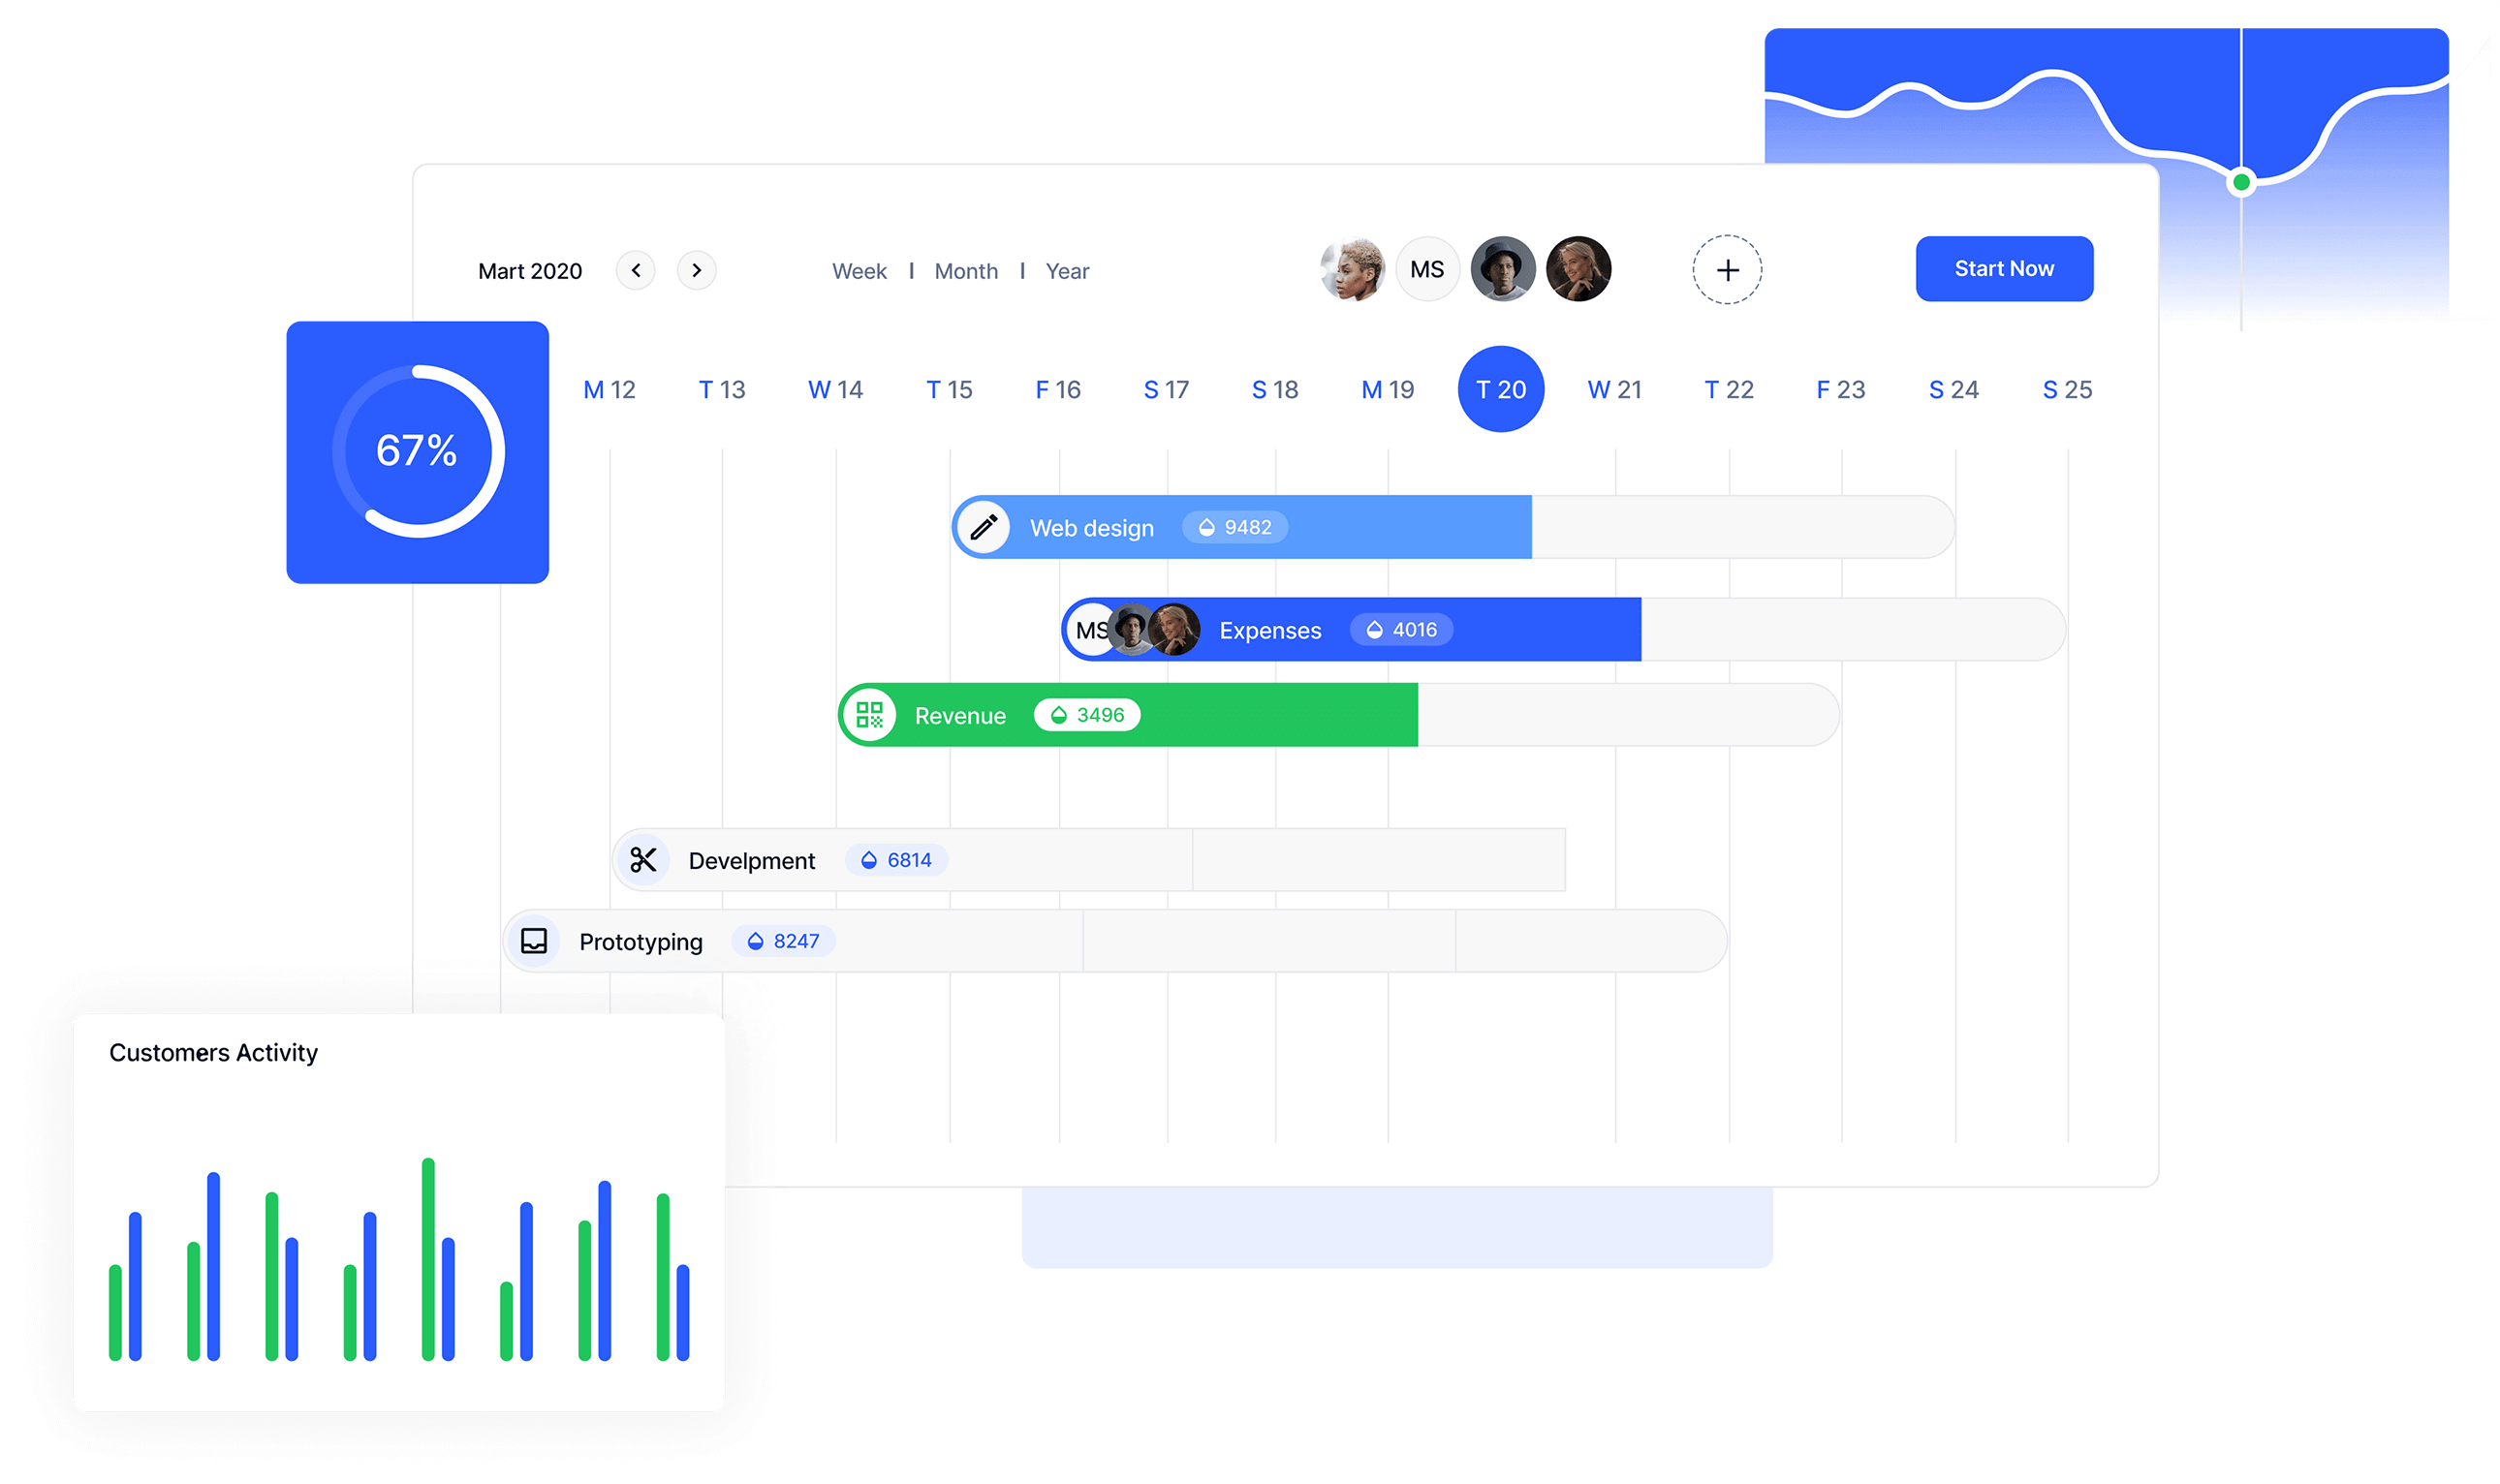 Mart 2020
Week | Month | Year
MS
Start Now
67%
M 12 T 13 W 14 T 15 F 16 S 17 S 18 M 19 T 20 W 21 T 22 F 23 S 24 S 25
Web design 9482
MS Expenses 4016
Revenue 3496
Develpment 6814
Prototyping 8247
Customers Activity